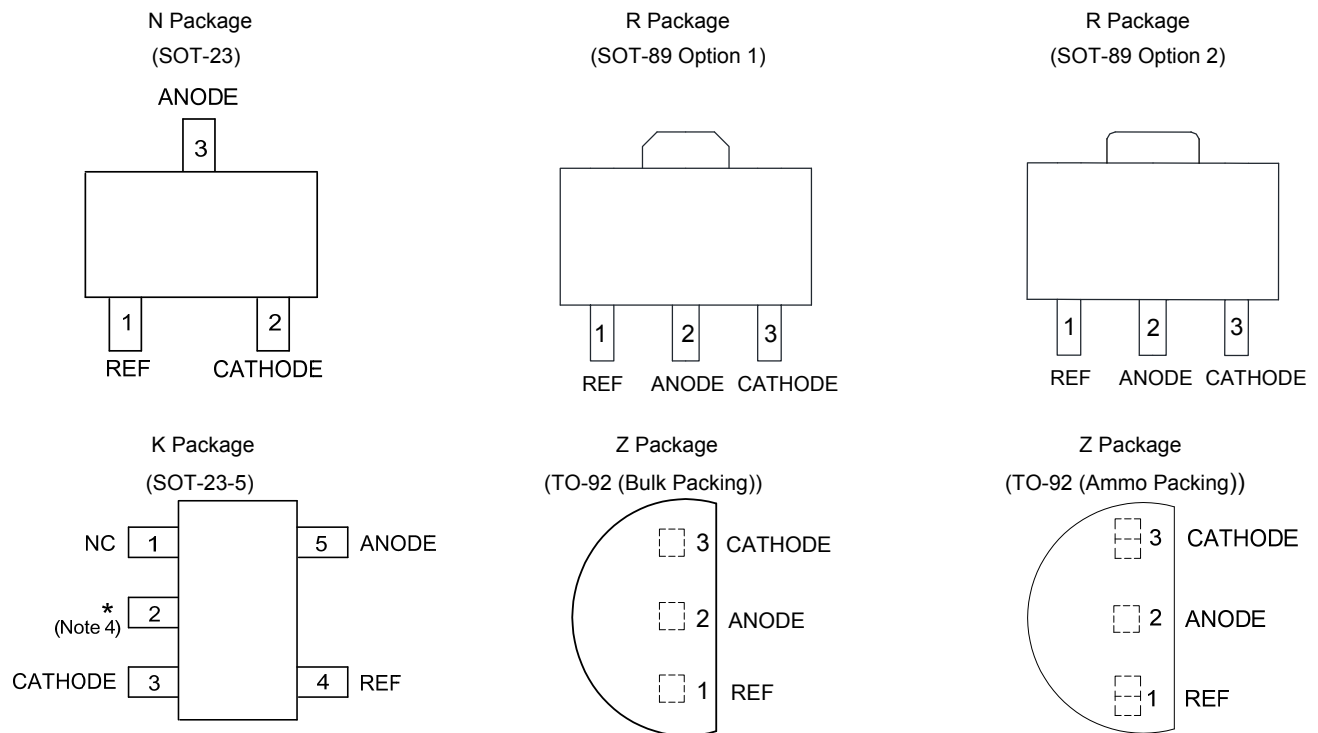 N Package
(SOT-23)
ANODE
3
1
2
REF
CATHODE
R Package
(SOT-89 Option 1)
1
2
3
REF
ANODE
CATHODE
R Package
(SOT-89 Option 2)
1
2
3
REF
ANODE
CATHODE
K Package
(SOT-23-5)
NC
1
5
ANODE
*
(Note 4)
2
CATHODE
3
4
REF
Z Package
(TO-92 (Bulk Packing))
3
CATHODE
2
ANODE
1
REF
Z Package
(TO-92 (Ammo Packing))
3
CATHODE
2
ANODE
1
REF